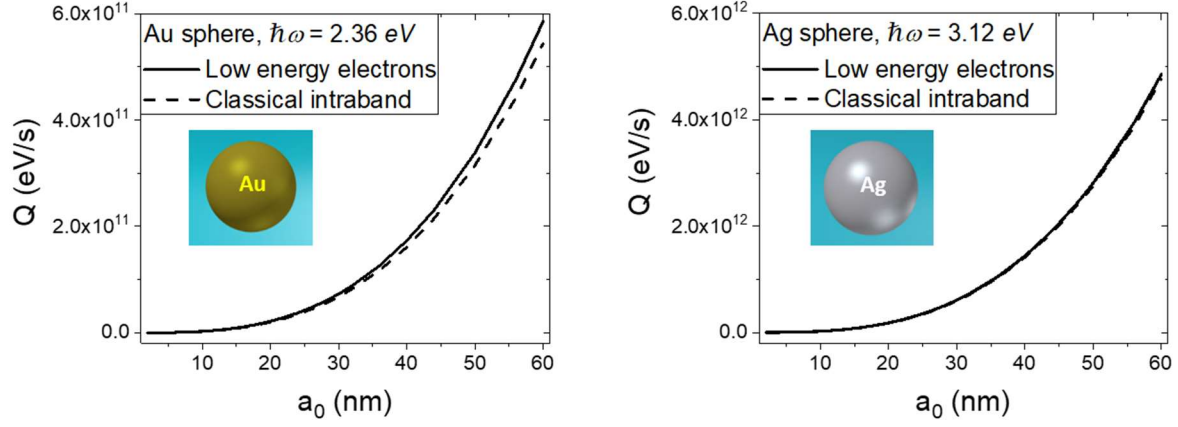 Au sphere, ℏω = 2.36 eV
Low energy electrons
Classical intraband
Au
6.0x10¹¹
4.0x10¹¹
2.0x10¹¹
0.0
Q (eV/s)
10 20 30 40 50 60
a₀ (nm)
Ag sphere, ℏω = 3.12 eV
Low energy electrons
Classical intraband
Ag
6.0x10¹²
4.0x10¹²
2.0x10¹²
0.0
Q (eV/s)
10 20 30 40 50 60
a₀ (nm)